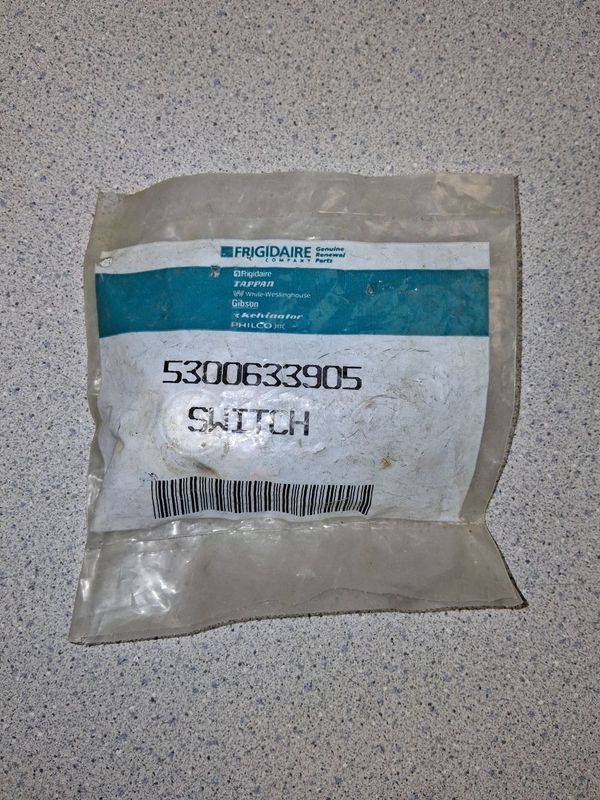 FRIGIDAIRE
COMPANY
Genuine
Renewal
Parts
Frigidaire
TAPPAN
White-Westinghouse
Gibson
Kelvinator
PHILCO
5300633905
SWITCH